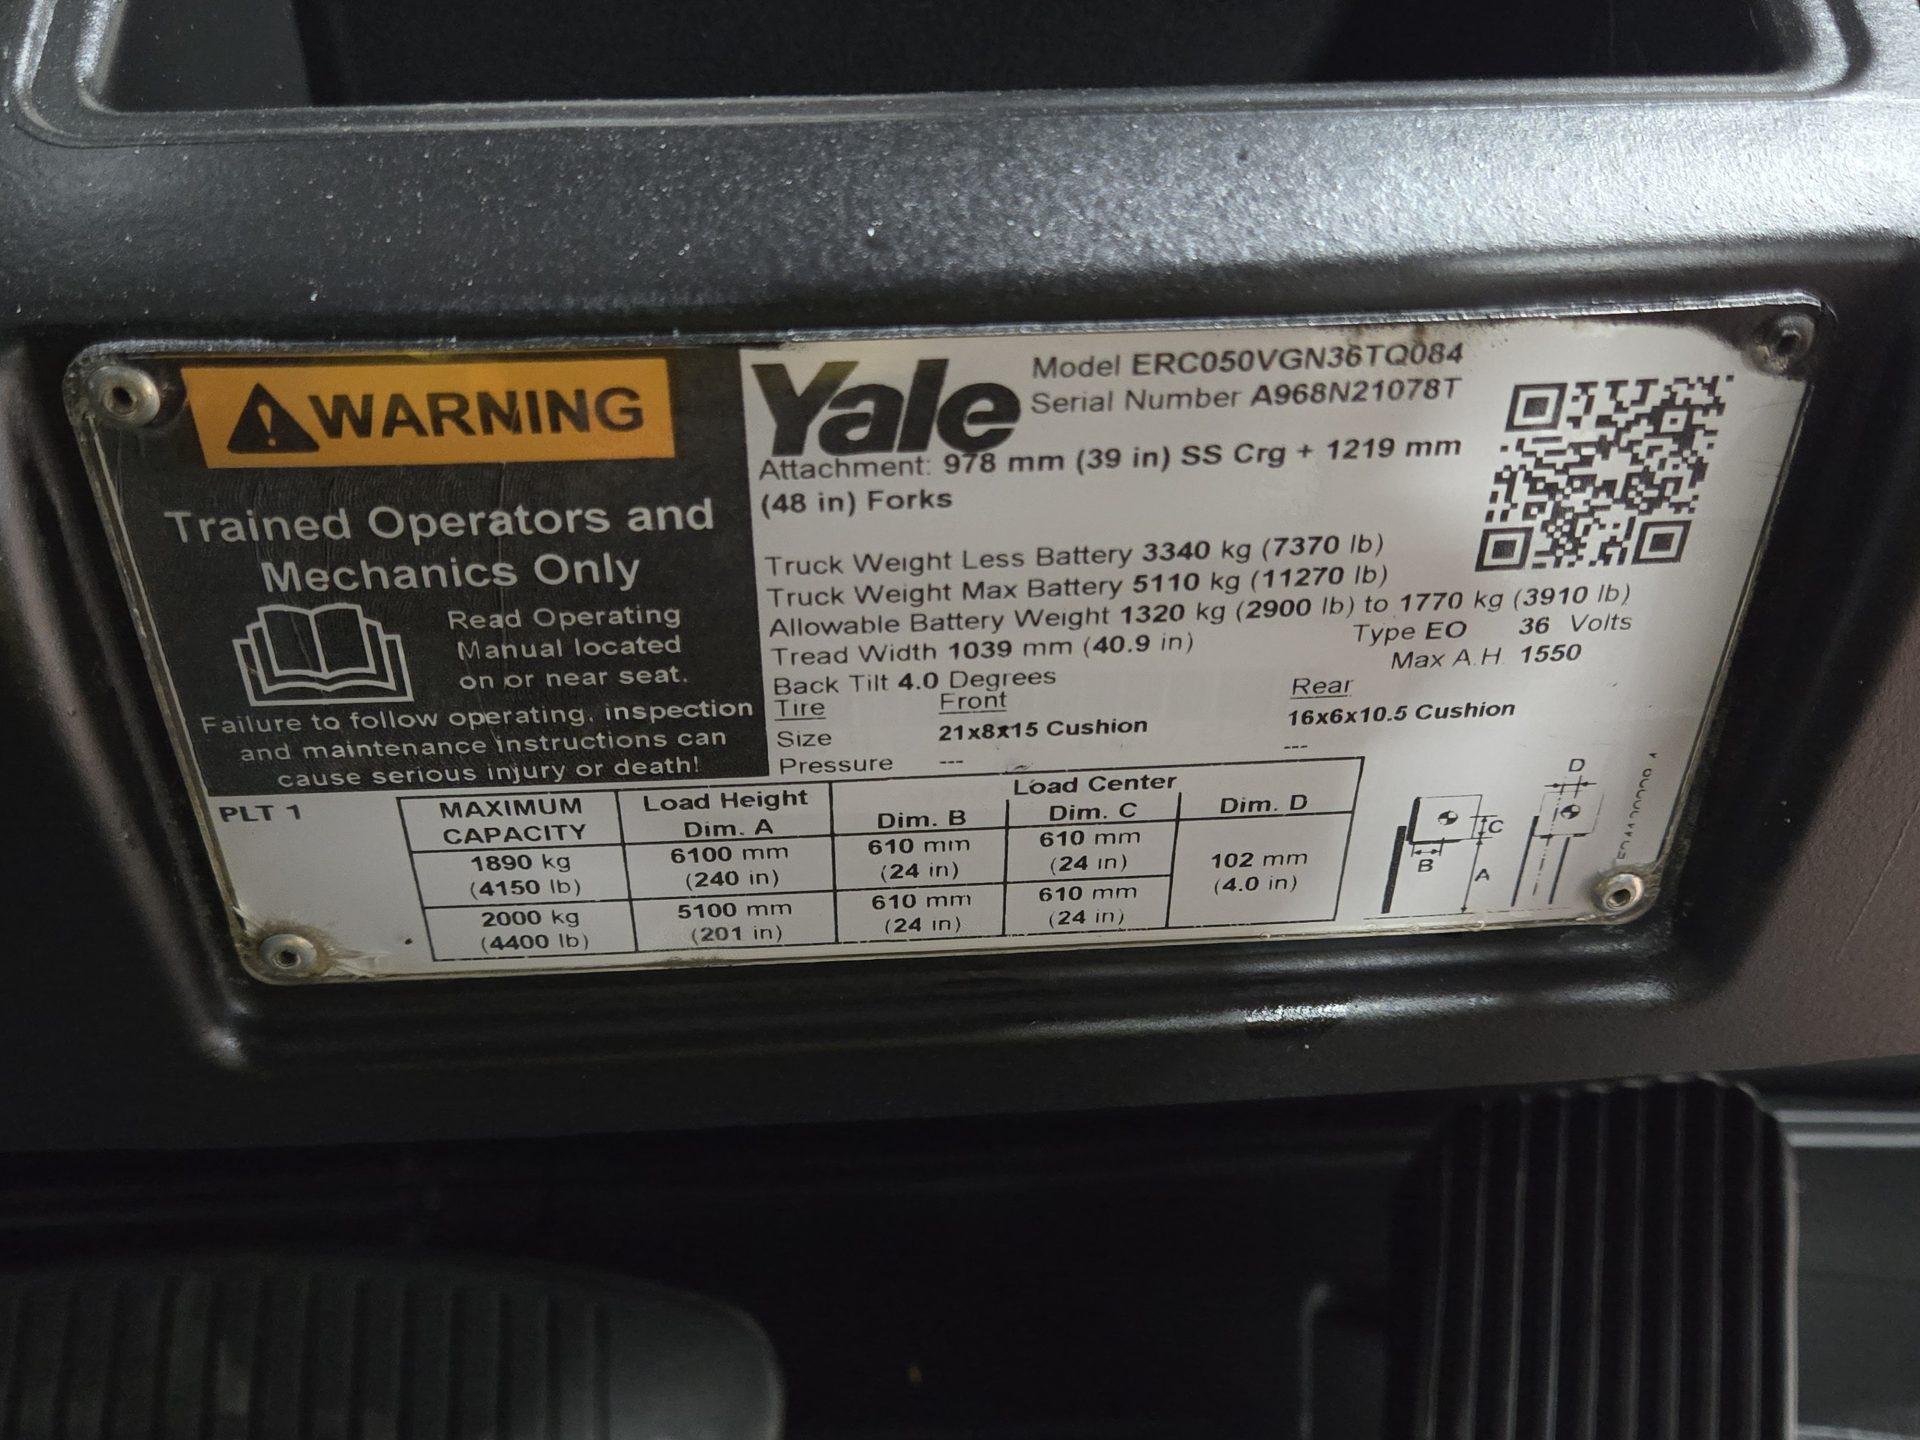 WARNING
Trained Operators and
Mechanics Only
Read Operating
Manual located
on or near seat.
Failure to follow operating, inspection
and maintenance instructions can
cause serious injury or death!
Yale
Model ERC050VGN36TQ084
Serial Number A968N21078T
Attachment: 978 mm (39 in) SS Crg + 1219 mm
(48 in) Forks
Truck Weight Less Battery 3340 kg (7370 lb)
Truck Weight Max Battery 5110 kg (11270 lb)
Allowable Battery Weight 1320 kg (2900 lb) to 1770 kg (3910 lb)
Tread Width 1039 mm (40.9 in) Type EO 36 Volts
Back Tilt 4.0 Degrees Max A.H. 1550
Tire Front Rear
Size 21x8x15 Cushion 16x6x10.5 Cushion
Pressure --- ---
PLT 1
MAXIMUM CAPACITY Load Height Dim. A Load Center Dim. B Dim. C Dim. D
1890 kg (4150 lb) 6100 mm (240 in) 610 mm (24 in) 610 mm (24 in) 102 mm (4.0 in)
2000 kg (4400 lb) 5100 mm (201 in) 610 mm (24 in) 610 mm (24 in)
D
C
B
A